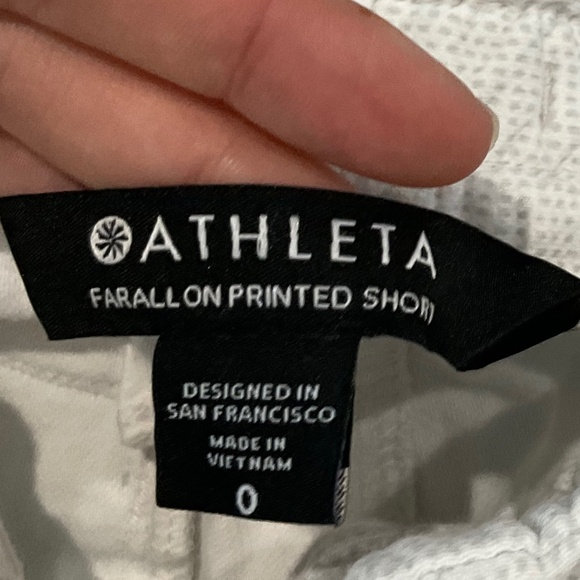 ATHLETA
FARALLON PRINTED SHORT
DESIGNED IN
SAN FRANCISCO
MADE IN
VIETNAM
0